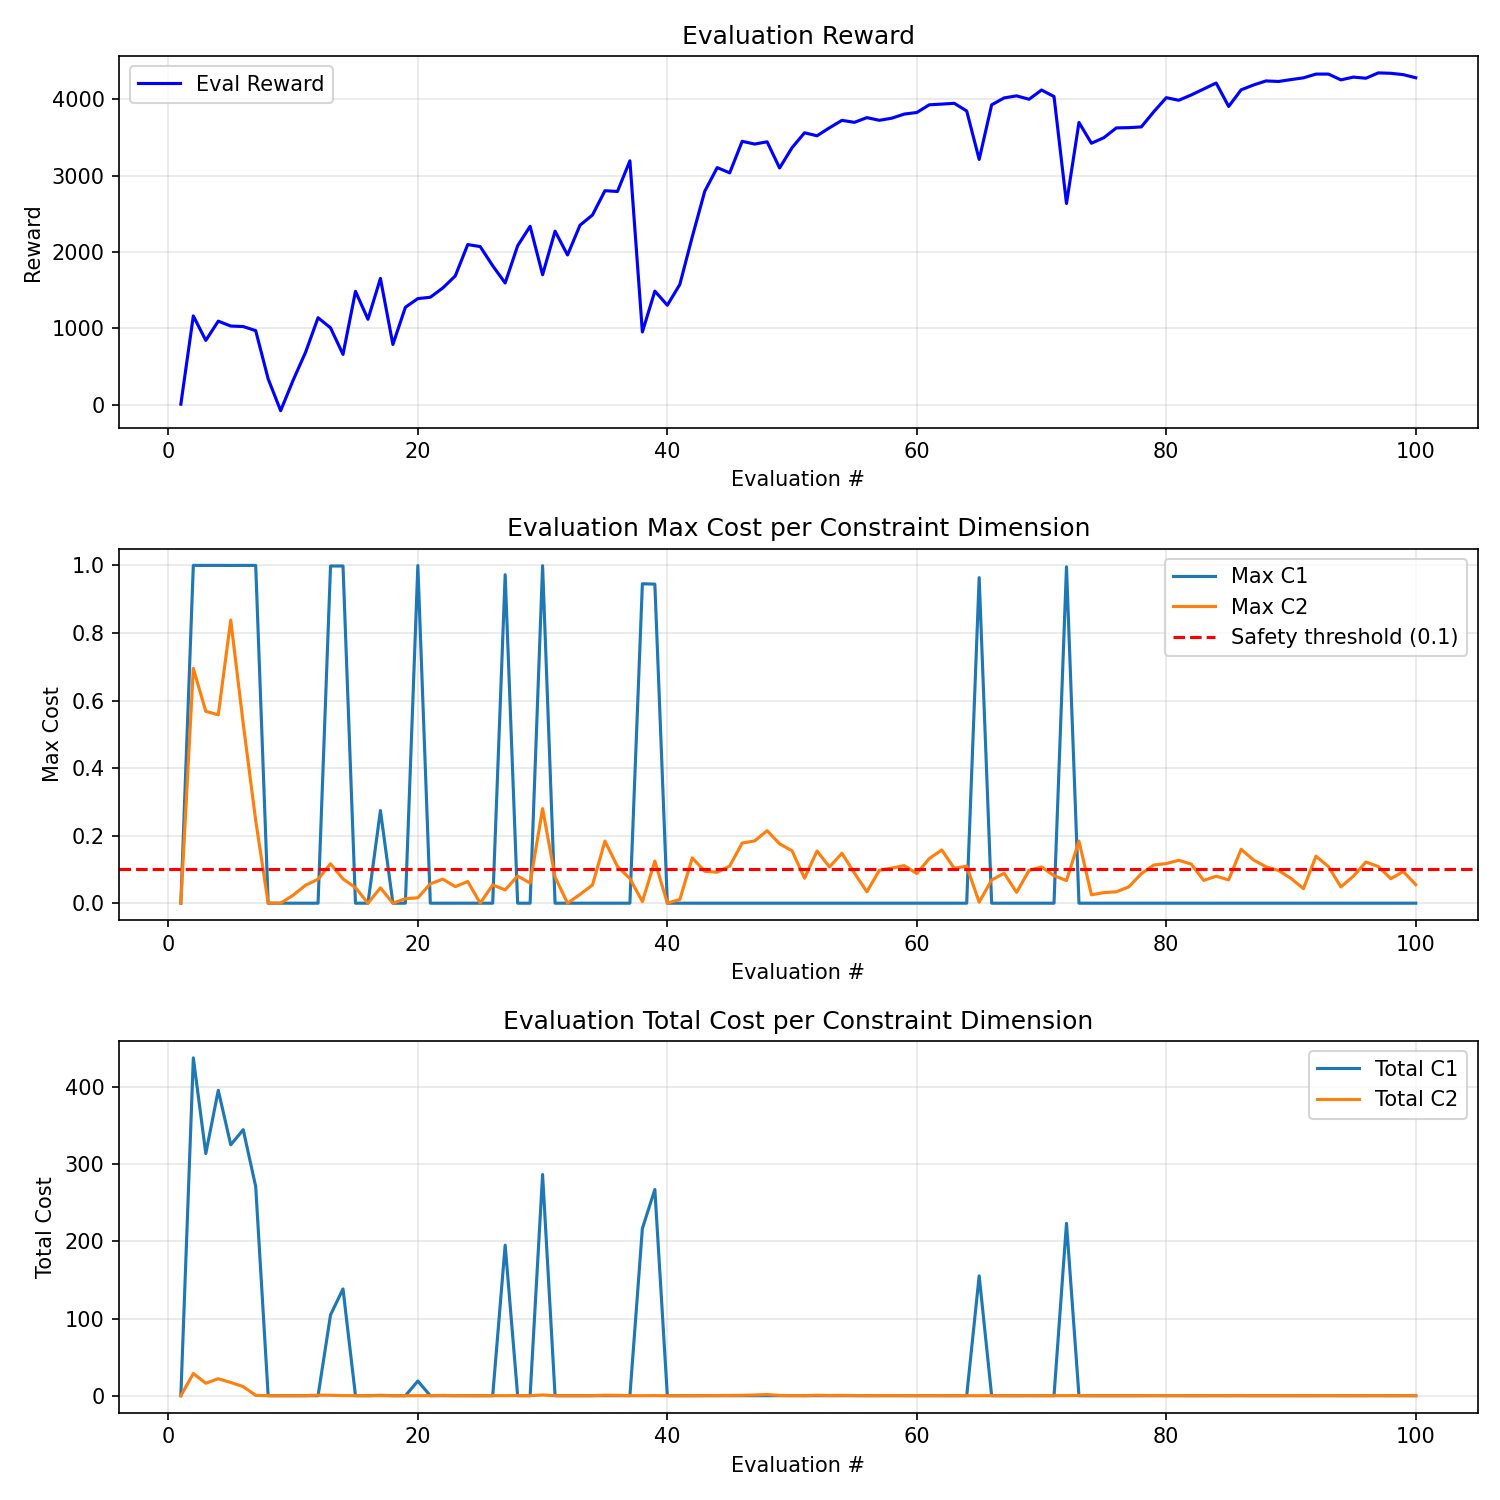 Evaluation Reward
Eval Reward
Reward
4000
3000
2000
1000
0
0 20 40 60 80 100
Evaluation #
Evaluation Max Cost per Constraint Dimension
Max C1
Max C2
Safety threshold (0.1)
Max Cost
1.0
0.8
0.6
0.4
0.2
0.0
0 20 40 60 80 100
Evaluation #
Evaluation Total Cost per Constraint Dimension
Total C1
Total C2
Total Cost
400
300
200
100
0
0 20 40 60 80 100
Evaluation #